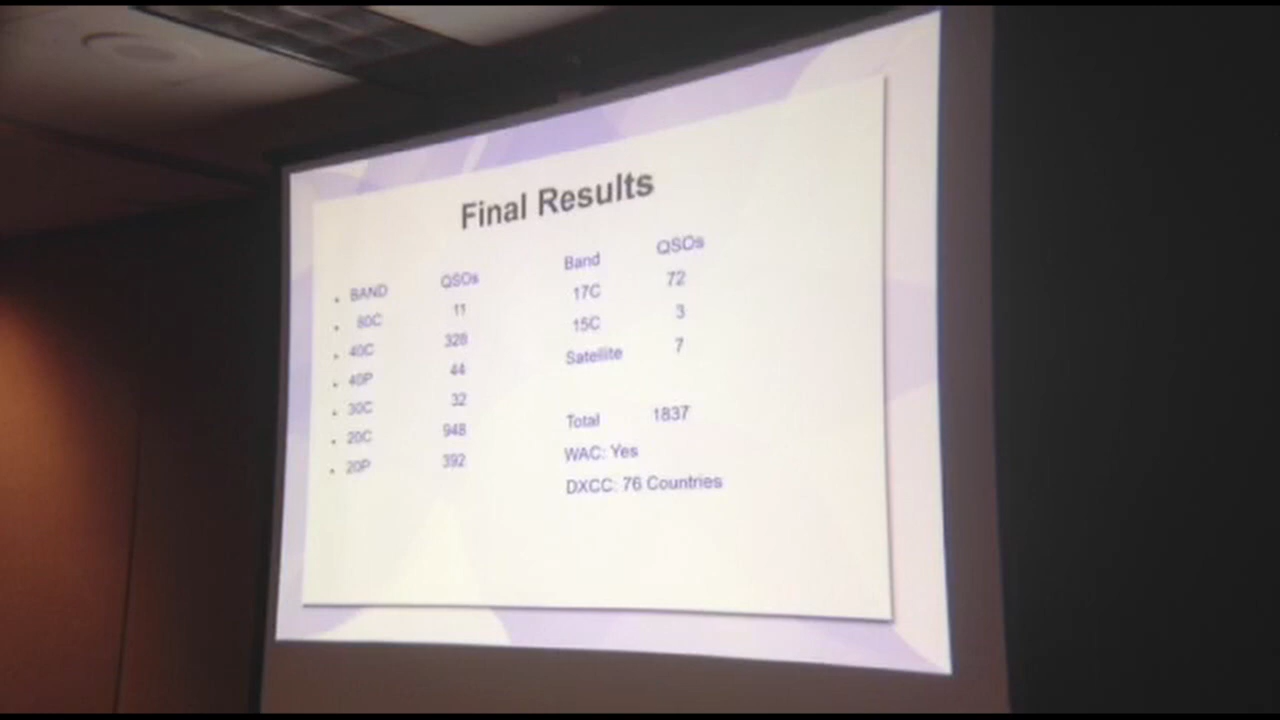 Final Results
• BAND QSOs
• 80C 11
• 40C 328
• 40P 44
• 30C 32
• 20C 948
• 20P 392
Band QSOs
17C 72
15C 3
Satellite 7
Total 1837
WAC: Yes
DXCC: 76 Countries